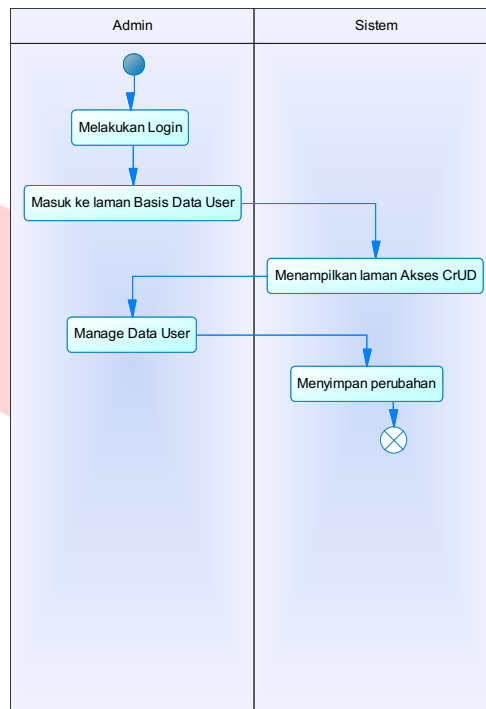 Admin
Sistem
Melakukan Login
Masuk ke laman Basis Data User
Menampilkan laman Akses CrUD
Manage Data User
Menyimpan perubahan